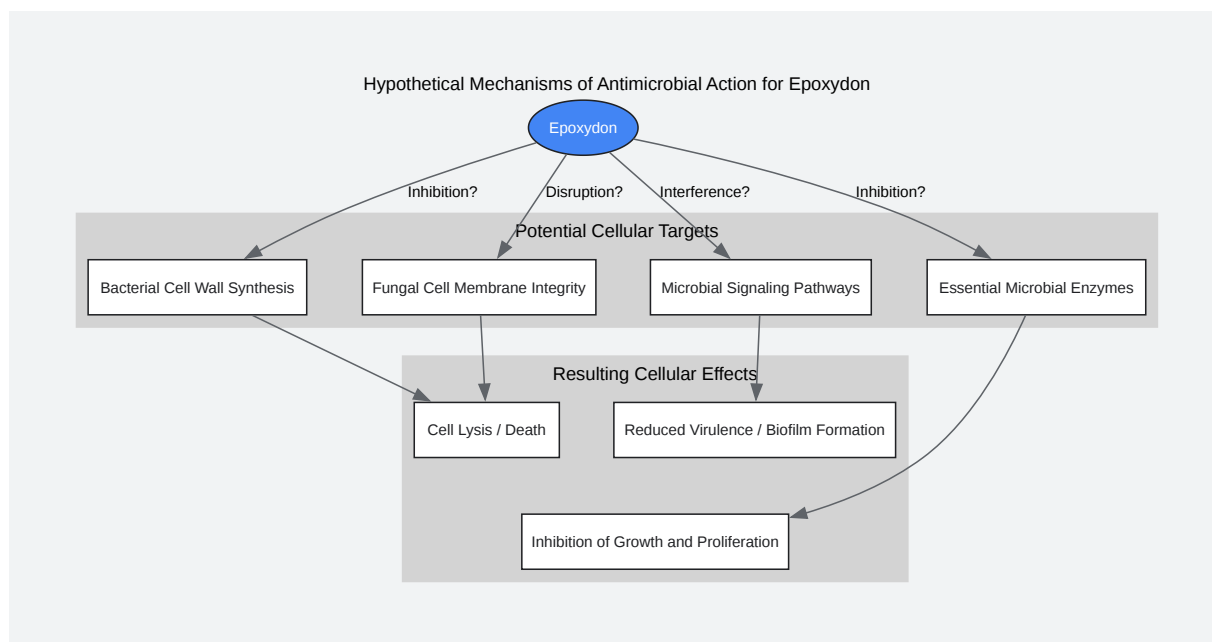 Hypothetical Mechanisms of Antimicrobial Action for Epoxydon
Epoxydon
Inhibition?
Disruption?
Interference?
Inhibition?
Potential Cellular Targets
Bacterial Cell Wall Synthesis
Fungal Cell Membrane Integrity
Microbial Signaling Pathways
Essential Microbial Enzymes
Resulting Cellular Effects
Cell Lysis / Death
Reduced Virulence / Biofilm Formation
Inhibition of Growth and Proliferation